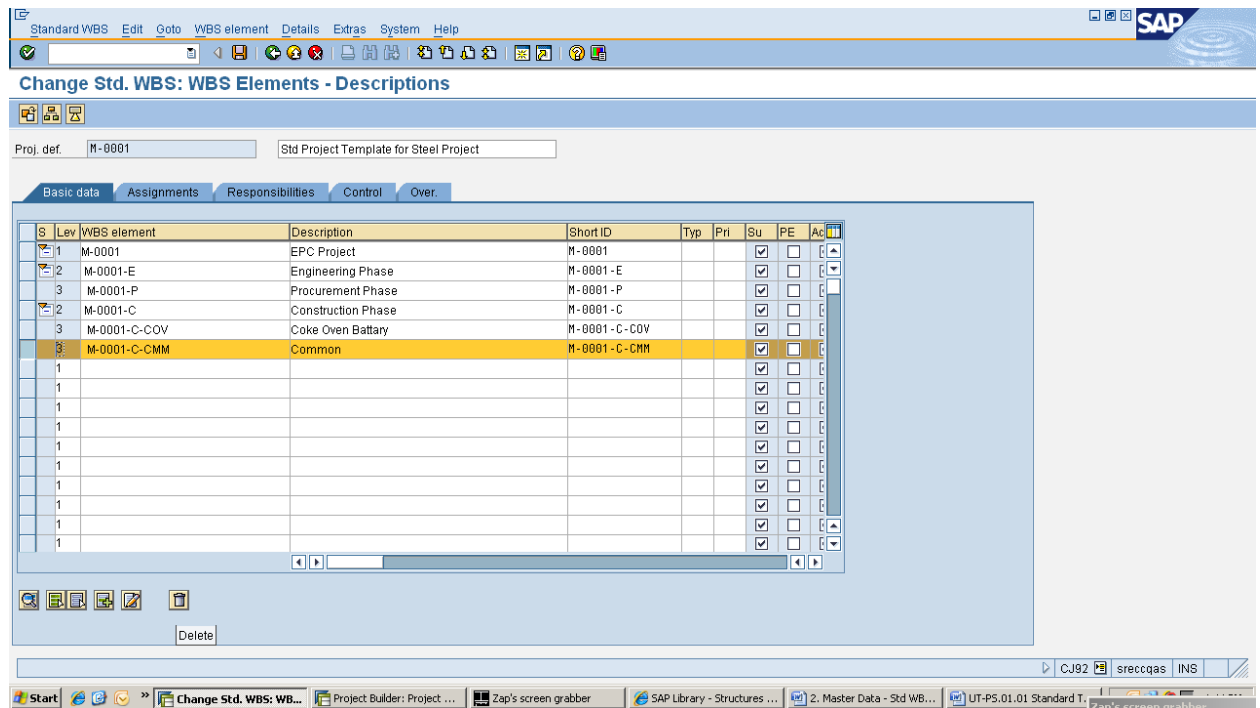 StandardWBS Edit Goto WBS element Details Extras System Help
SAP
Change Std. WBS: WBS Elements - Descriptions
Proj. def. M-0001 Std Project Template for Steel Project
Basic data Assignments Responsibilities Control Over.
S Lev WBS element Description Short ID Typ Pri Su PE Ac
1 M-0001 EPC Project M-0001
2 M-0001-E Engineering Phase M-0001-E
3 M-0001-P Procurement Phase M-0001-P
2 M-0001-C Construction Phase M-0001-C
3 M-0001-C-COV Coke Oven Battary M-0001-C-COV
3 M-0001-C-CMM Common M-0001-C-CMM
1
1
1
1
1
1
1
1
1
1
Delete
CJ92 sreccqas INS
Start » Change Std. WBS: WB... Project Builder: Project ... Zap's screen grabber SAP Library - Structures ... 2. Master Data - Std WB... UT-PS.01.01 Standard T.
Zap's screen grabber